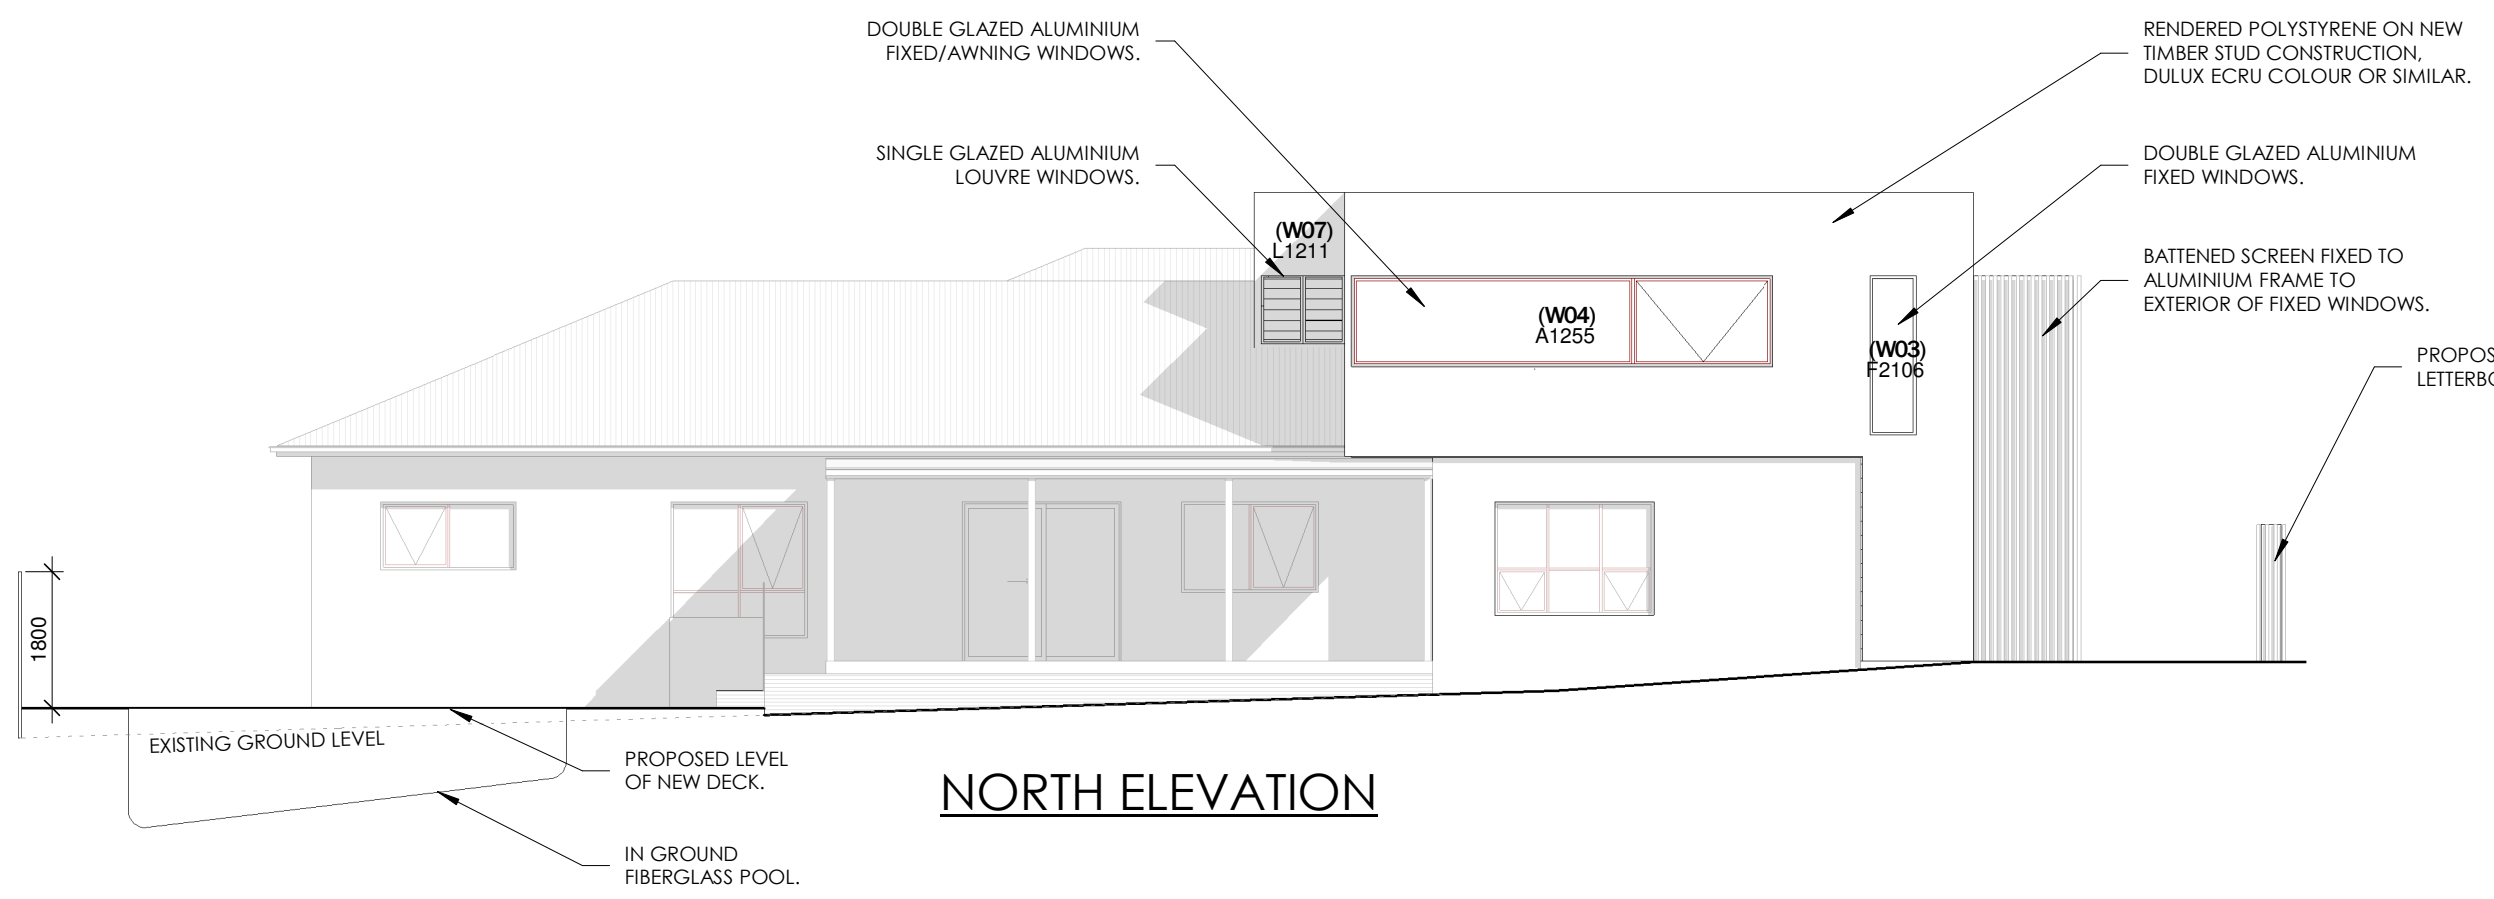 DOUBLE GLAZED ALUMINIUM
FIXED/AWNING WINDOWS.
RENDERED POLYSTYRENE ON NEW
TIMBER STUD CONSTRUCTION,
DULUX ECRU COLOUR OR SIMILAR.
SINGLE GLAZED ALUMINIUM
LOUVRE WINDOWS.
DOUBLE GLAZED ALUMINIUM
FIXED WINDOWS.
(W07)
L1211
BATTENED SCREEN FIXED TO
ALUMINIUM FRAME TO
EXTERIOR OF FIXED WINDOWS.
(W04)
A1255
(W03)
F2106
1800
EXISTING GROUND LEVEL
PROPOSED LEVEL
OF NEW DECK.
NORTH ELEVATION
IN GROUND
FIBERGLASS POOL.